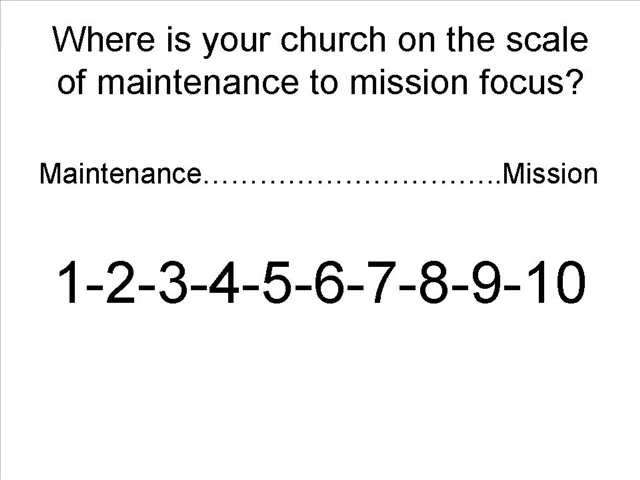 Where is your church on the scale
of maintenance to mission focus?
Maintenance…………………………….Mission
1-2-3-4-5-6-7-8-9-10